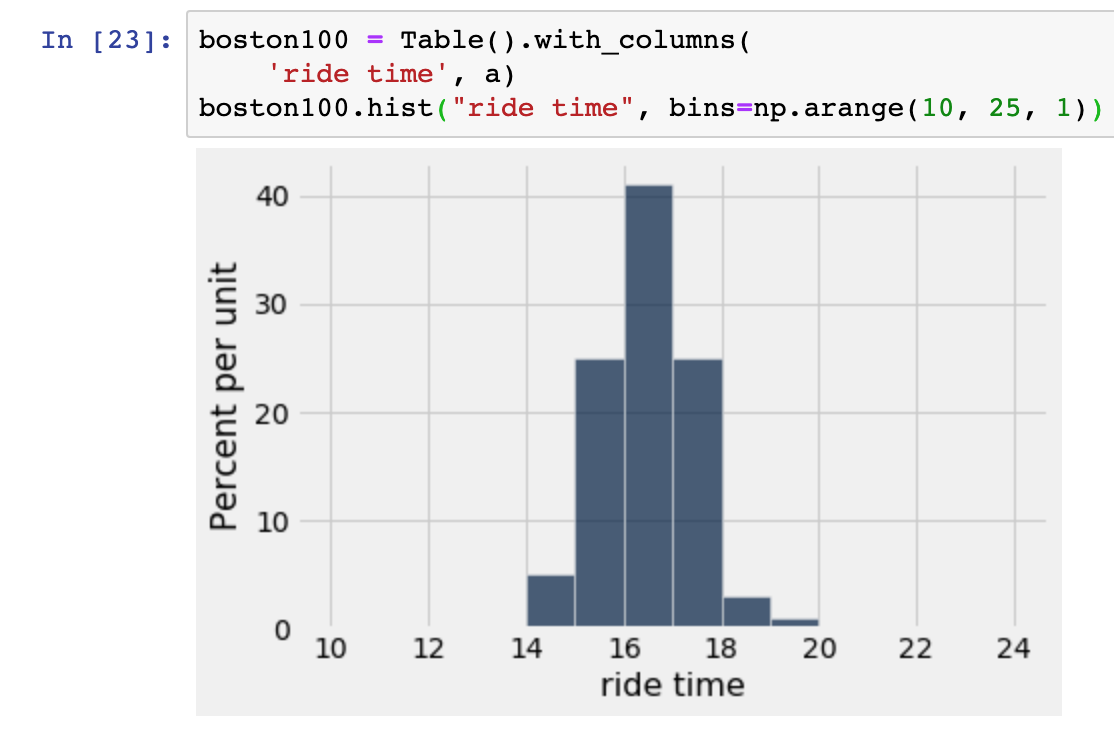 In [23]: boston100 = Table().with_columns(
'ride time', a)
boston100.hist("ride time", bins=np.arange(10, 25, 1))
40
30
20
10
0
Percent per unit
10 12 14 16 18 20 22 24
ride time